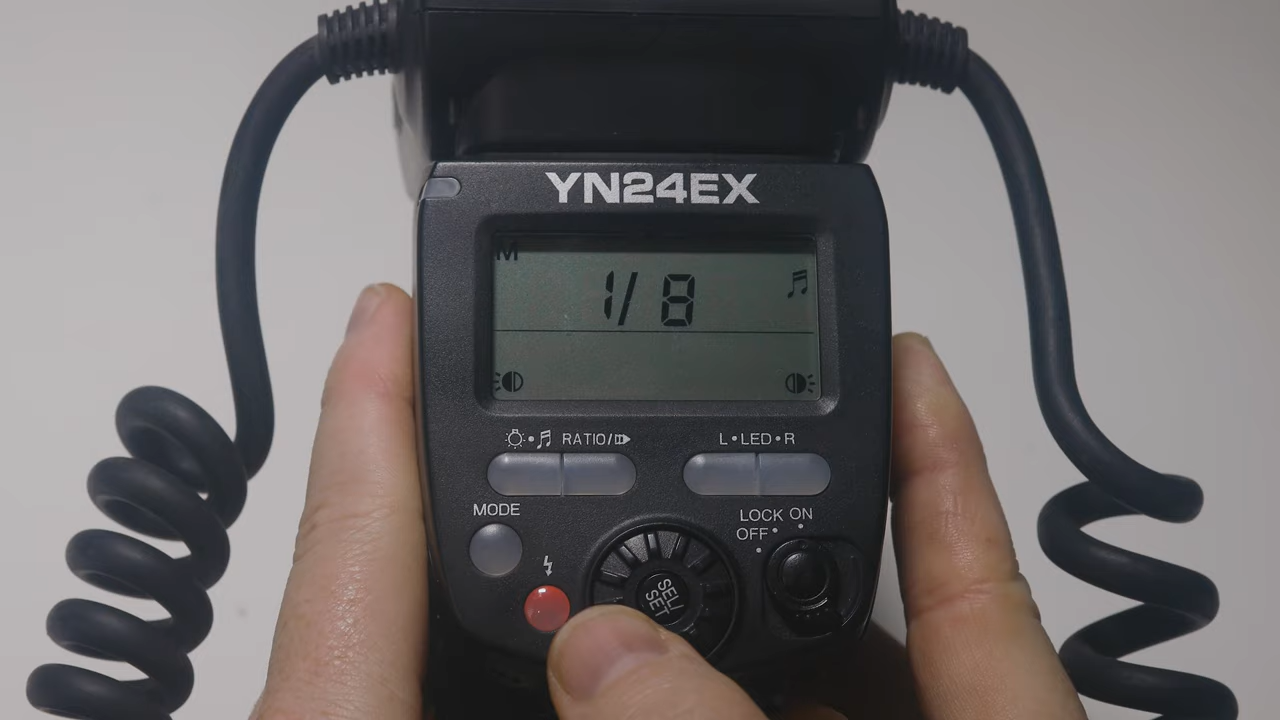 YN24EX
M
1/8
RATIO/
L•LED•R
MODE
LOCK ON
OFF
SEL/
SET